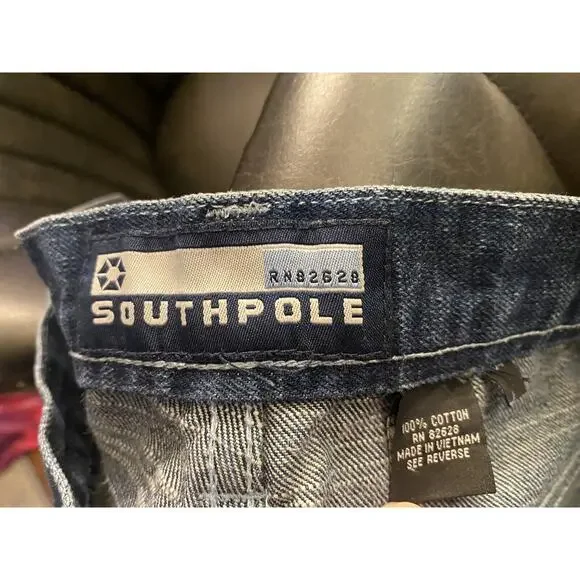 RN82628
SOUTHPOLE
100% COTTON
RN 82628
MADE IN VIETNAM
SEE REVERSE